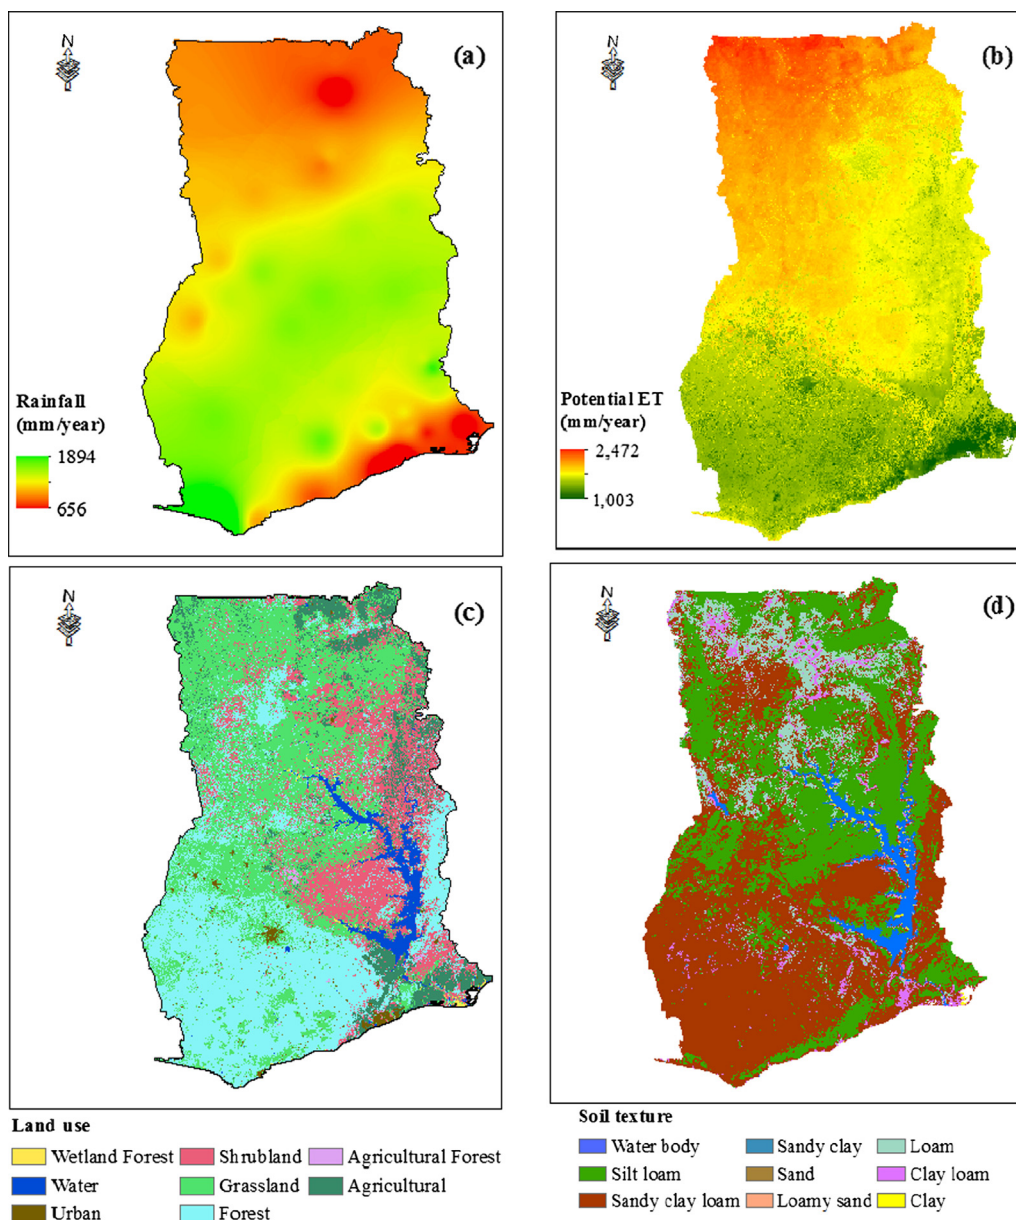 N
(a)
Rainfall
(mm/year)
1894
656
N
(b)
Potential ET
(mm/year)
2,472
1,003
N
(c)
N
(d)
Land use
Wetland Forest Shrubland Agricultural Forest
Water Grassland Agricultural
Urban Forest
Soil texture
Water body Sandy clay Loam
Silt loam Sand Clay loam
Sandy clay loam Loamy sand Clay